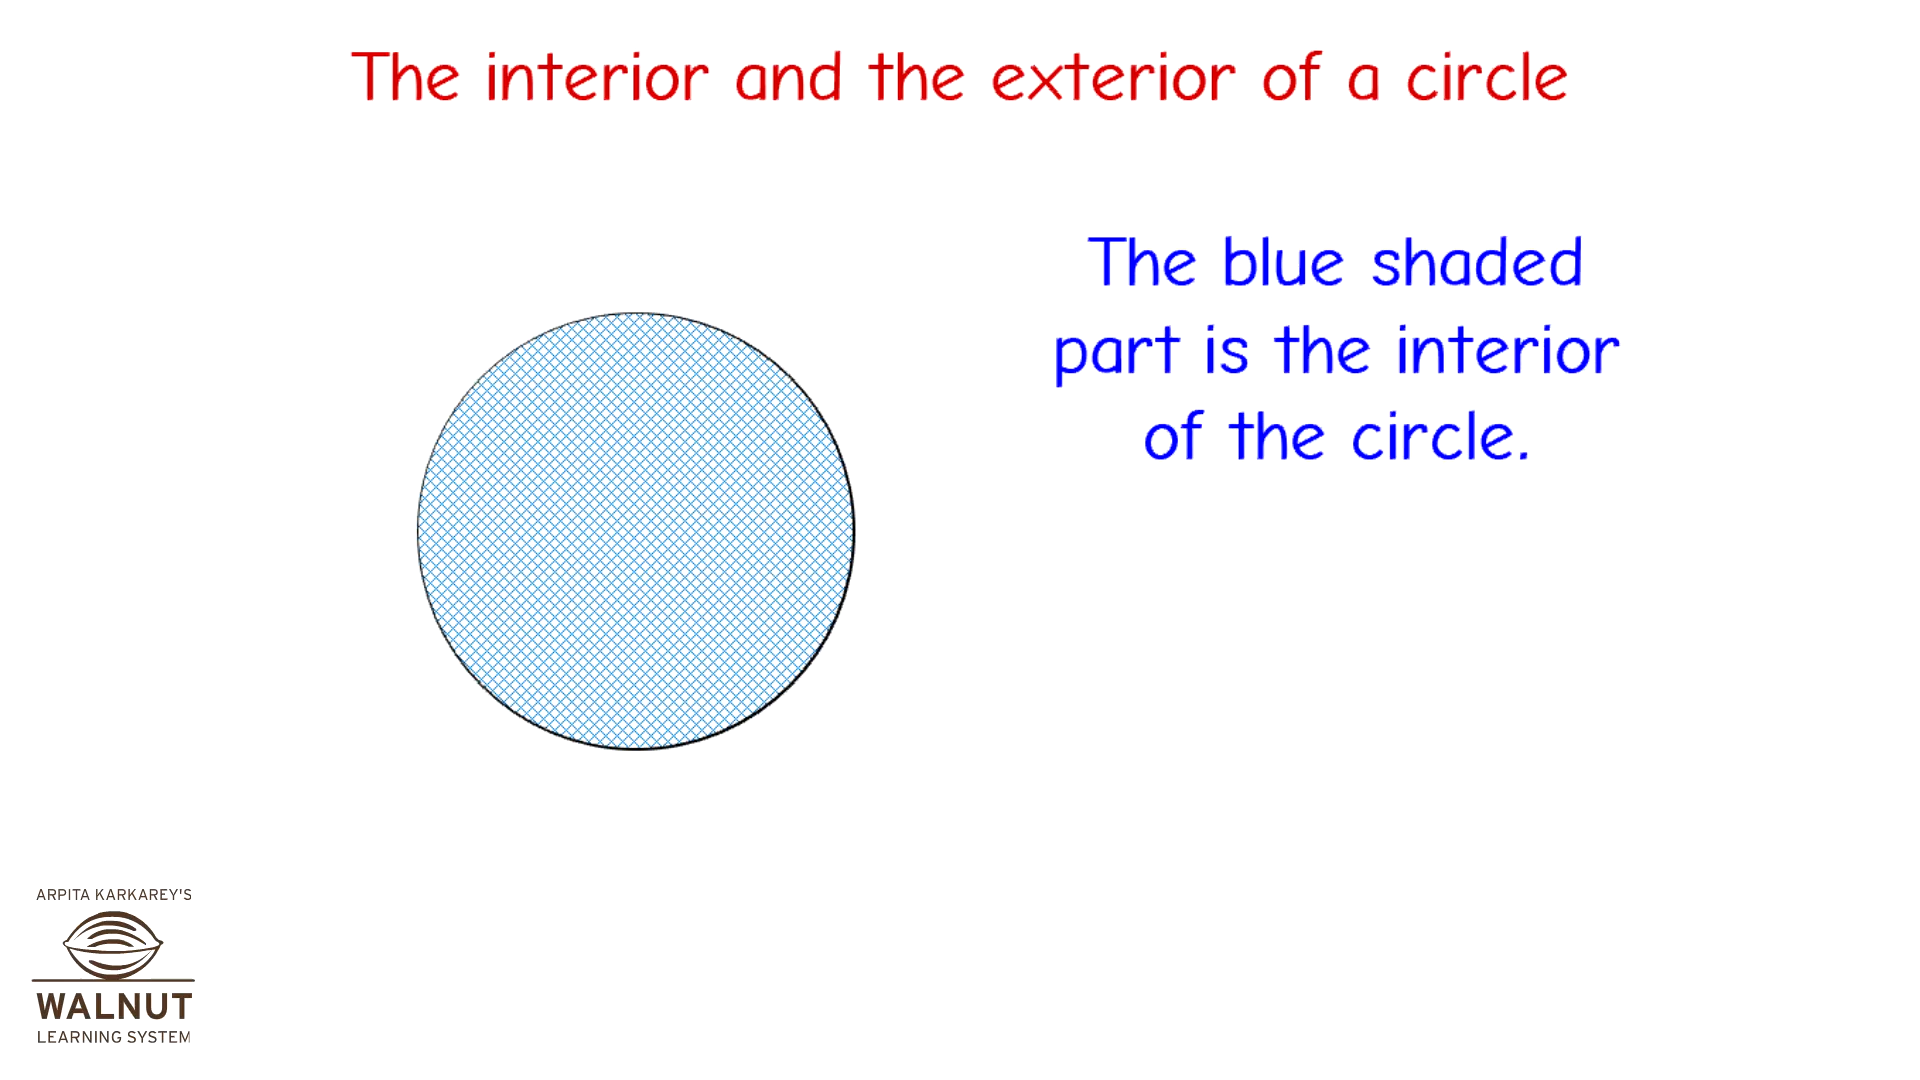 The interior and the exterior of a circle
The blue shaded
part is the interior
of the circle.
ARPITA KARKAREY'S
WALNUT
LEARNING SYSTEM